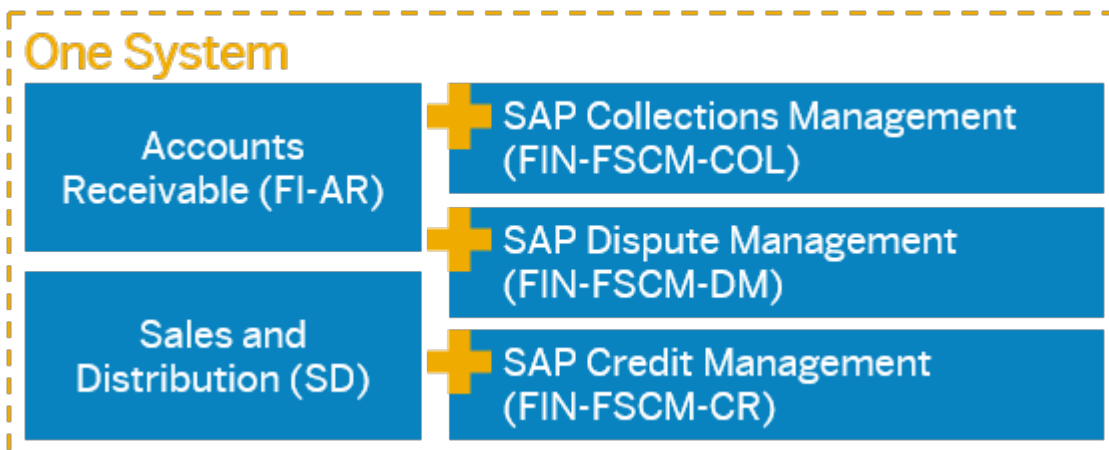 One System
Accounts
Receivable (FI-AR)
SAP Collections Management
(FIN-FSCM-COL)
SAP Dispute Management
(FIN-FSCM-DM)
Sales and
Distribution (SD)
SAP Credit Management
(FIN-FSCM-CR)